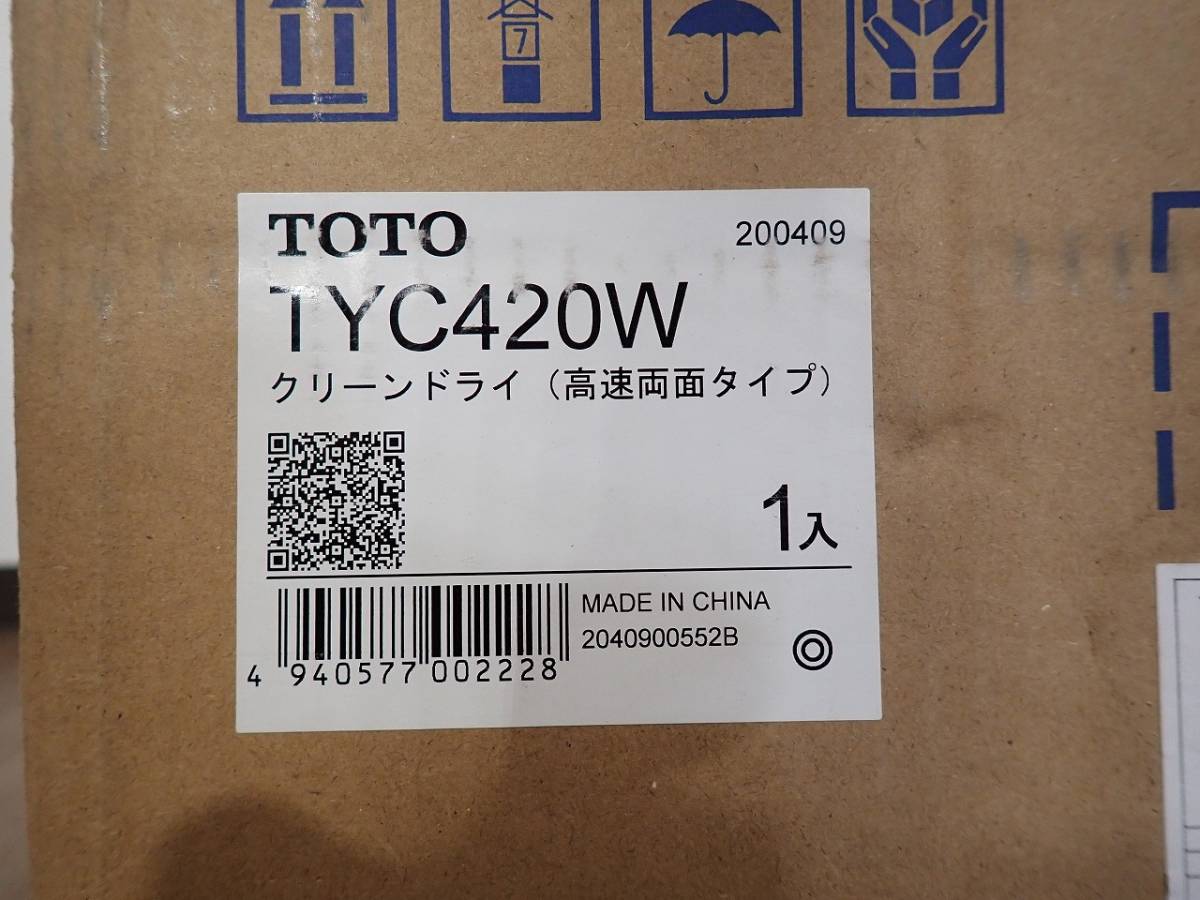 7
TOTO
200409
TYC420W
クリーンドライ（高速両面タイプ）
1入
MADE IN CHINA
2040900552B
4 940577 002228